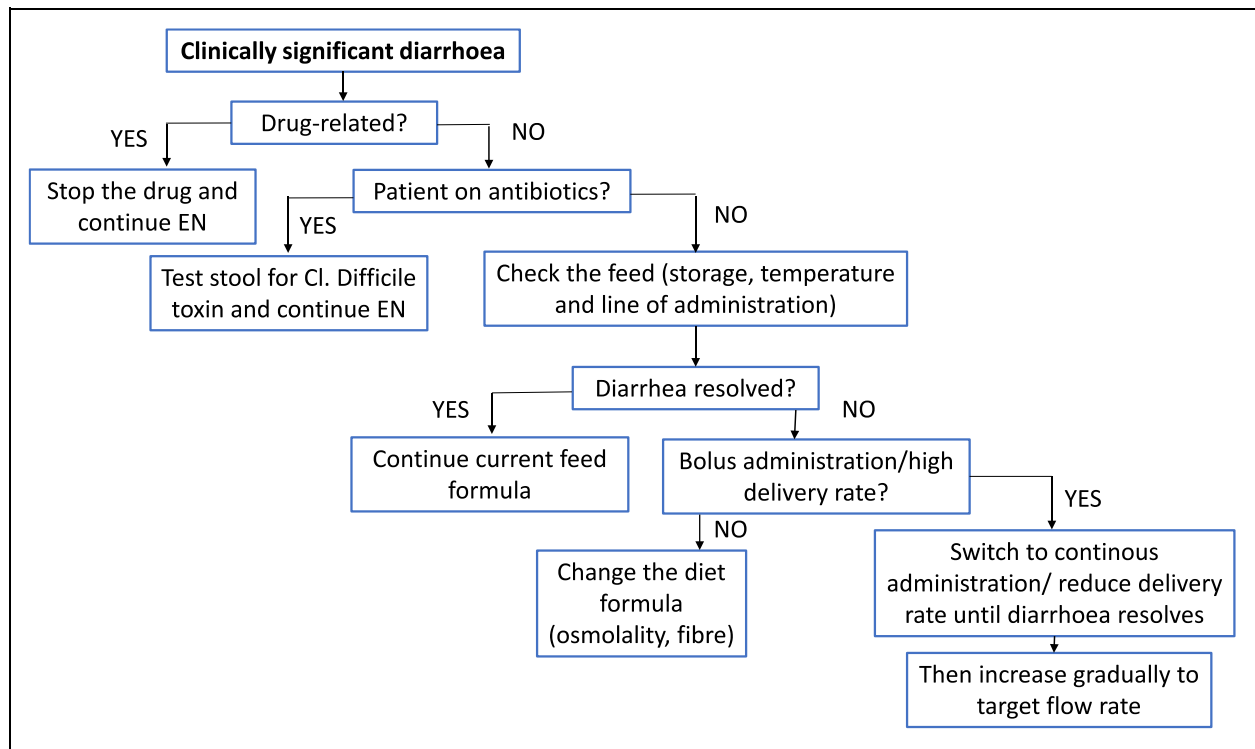 Clinically significant diarrhoea
Drug-related?
YES
NO
Stop the drug and
continue EN
Patient on antibiotics?
YES
NO
Test stool for Cl. Difficile
toxin and continue EN
Check the feed (storage, temperature
and line of administration)
Diarrhea resolved?
YES
NO
Continue current feed
formula
Bolus administration/high
delivery rate?
NO
YES
Change the diet
formula
(osmolality, fibre)
Switch to continous
administration/ reduce delivery
rate until diarrhoea resolves
Then increase gradually to
target flow rate